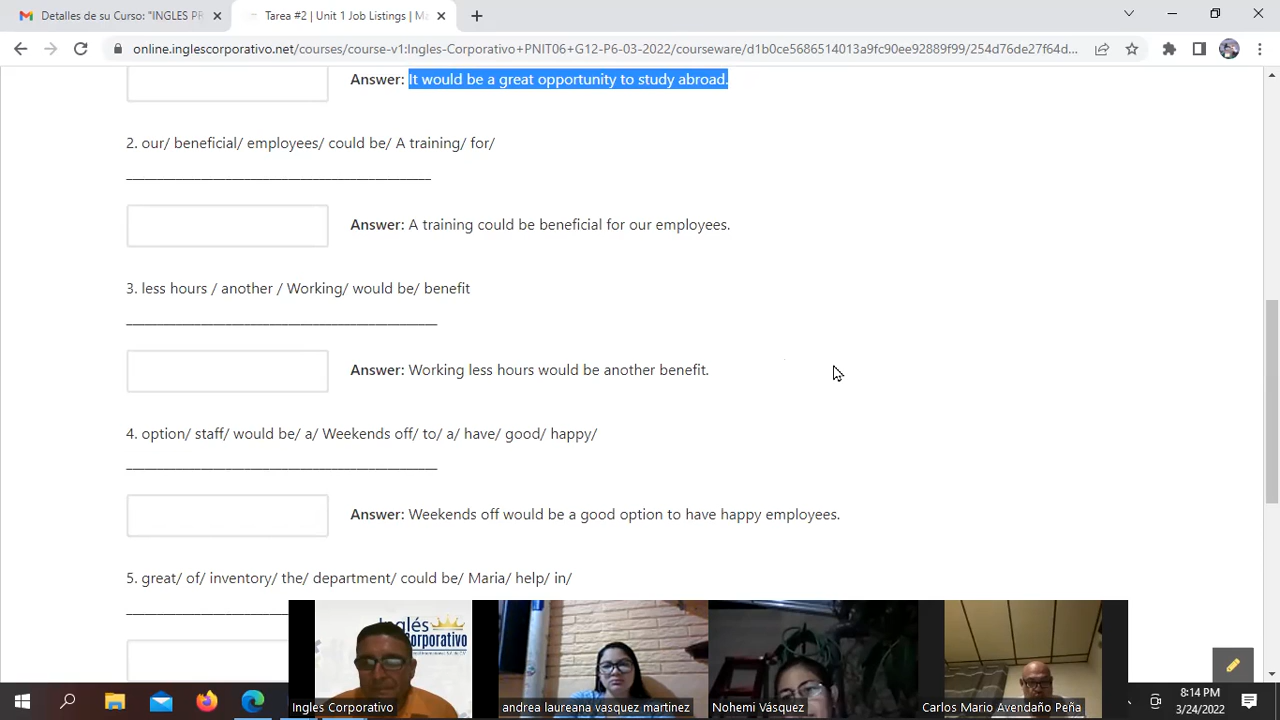 Detalles de su Curso: "INGLES PR
Tarea #2 | Unit 1 Job Listings | Ma
online.inglescorporativo.net/courses/course-v1:Ingles-Corporativo+PNIT06+G12-P6-03-2022/courseware/d1b0ce5686514013a9fc90ee92889f99/254d76de27f64d...
Answer: It would be a great opportunity to study abroad.
2. our/ beneficial/ employees/ could be/ A training/ for/
Answer: A training could be beneficial for our employees.
3. less hours / another / Working/ would be/ benefit
Answer: Working less hours would be another benefit.
4. option/ staff/ would be/ a/ Weekends off/ to/ a/ have/ good/ happy/
Answer: Weekends off would be a good option to have happy employees.
5. great/ of/ inventory/ the/ department/ could be/ Maria/ help/ in/
Inglés
Corporativo
Ingles Corporativo
andrea laureana vasquez martinez
Nohemi Vásquez
Carlos Mario Avendaño Peña
8:14 PM
3/24/2022